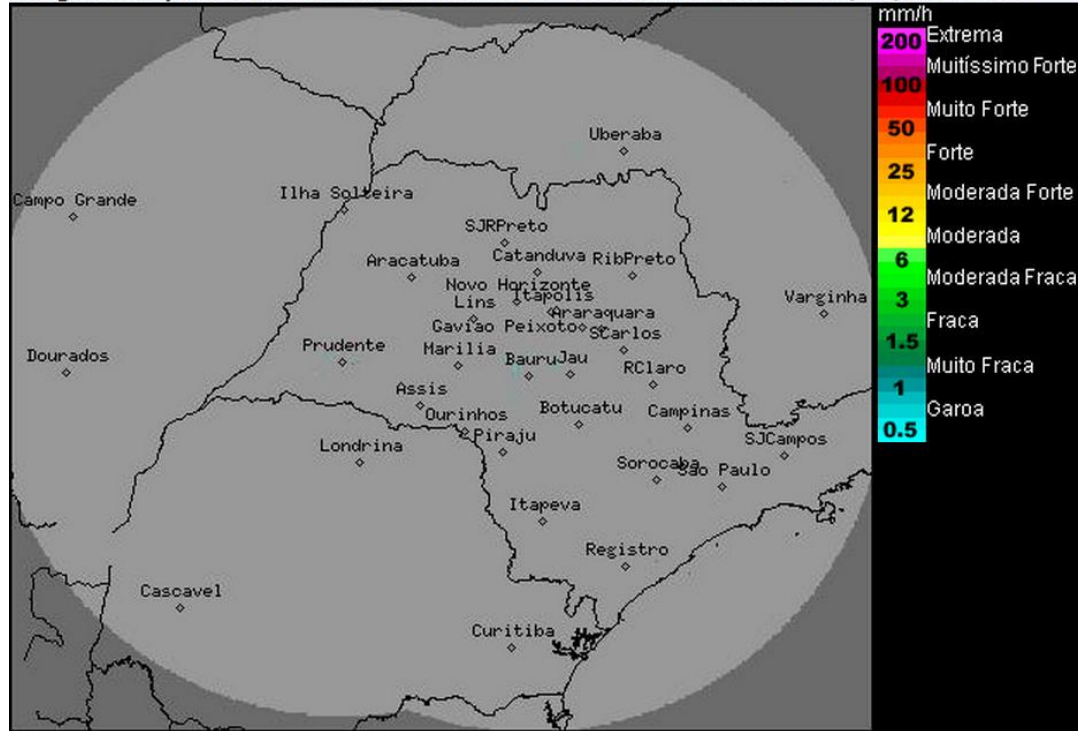 mm/h
200
Extrema
Muitíssimo Forte
100
Muito Forte
50
Forte
25
Moderada Forte
12
Moderada
6
Moderada Fraca
3
Fraca
1.5
Muito Fraca
1
Garoa
0.5
Uberaba
Campo Grande
Ilha Solteira
SJRPreto
Aracatuba
Catanduva
RibPreto
Novo Horizonte
Itapolis
Lins
Araraquara
Varginha
Gaviao Peixoto
SCarlos
Prudente
Marilia
Dourados
Bauru
Jau
RClaro
Assis
Ourinhos
Botucatu
Campinas
Londrina
Piraju
SJCampos
Sorocaba
Sao Paulo
Itapeva
Registro
Cascavel
Curitiba